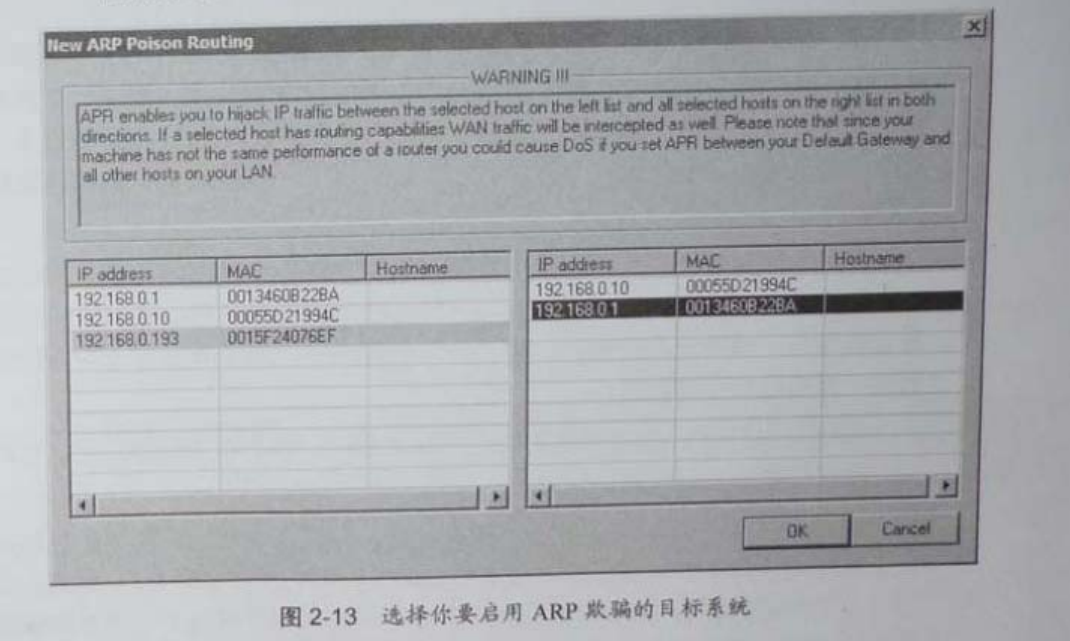 New ARP Poison Routing
WARNING !!!
APR enables you to hijack IP traffic between the selected host on the left list and all selected hosts on the right list in both
directions. If a selected host has routing capabilities WAN traffic will be intercepted as well. Please note that since your
machine has not the same performance of a router you could cause DoS if you set APR between your Default Gateway and
all other hosts on your LAN.
IP address MAC Hostname
192.168.0.1 0013460B22BA
192.168.0.10 00055D21994C
192.168.0.193 0015F24076EF
IP address MAC Hostname
192.168.0.10 00055D21994C
192.168.0.1 0013460B22BA
OK Cancel
图 2-13 选择你要启用 ARP 欺骗的目标系统